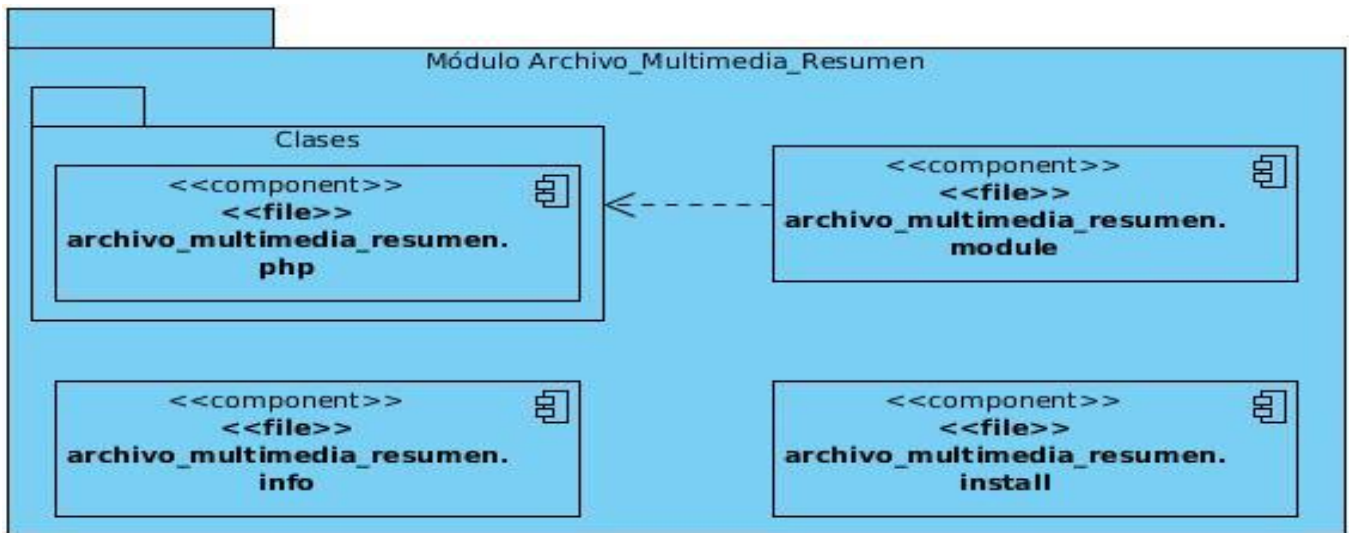 Módulo Archivo_Multimedia_Resumen
Clases
<<component>>
<<file>>
archivo_multimedia_resumen.
php
<<component>>
<<file>>
archivo_multimedia_resumen.
module
<<component>>
<<file>>
archivo_multimedia_resumen.
info
<<component>>
<<file>>
archivo_multimedia_resumen.
install